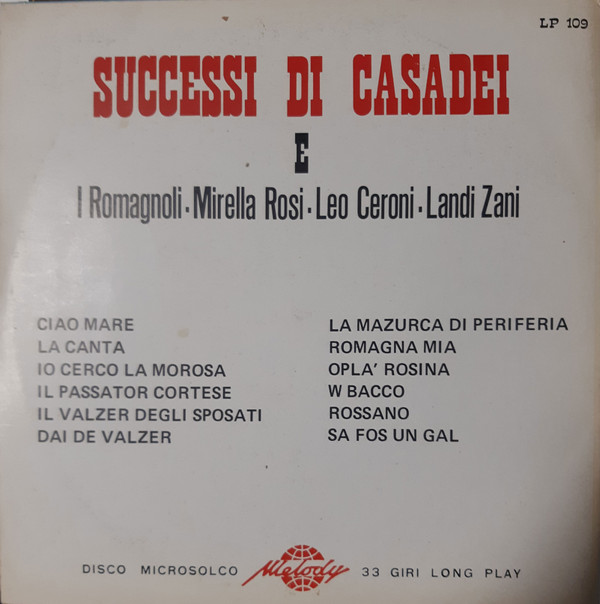 LP 109
SUCCESSI DI CASADEI
E
I Romagnoli · Mirella Rosi · Leo Ceroni · Landi Zani
CIAO MARE
LA CANTA
IO CERCO LA MOROSA
IL PASSATOR CORTESE
IL VALZER DEGLI SPOSATI
DAI DE VALZER
LA MAZURCA DI PERIFERIA
ROMAGNA MIA
OPLA' ROSINA
W BACCO
ROSSANO
SA FOS UN GAL
DISCO MICROSOLCO Melody 33 GIRI LONG PLAY